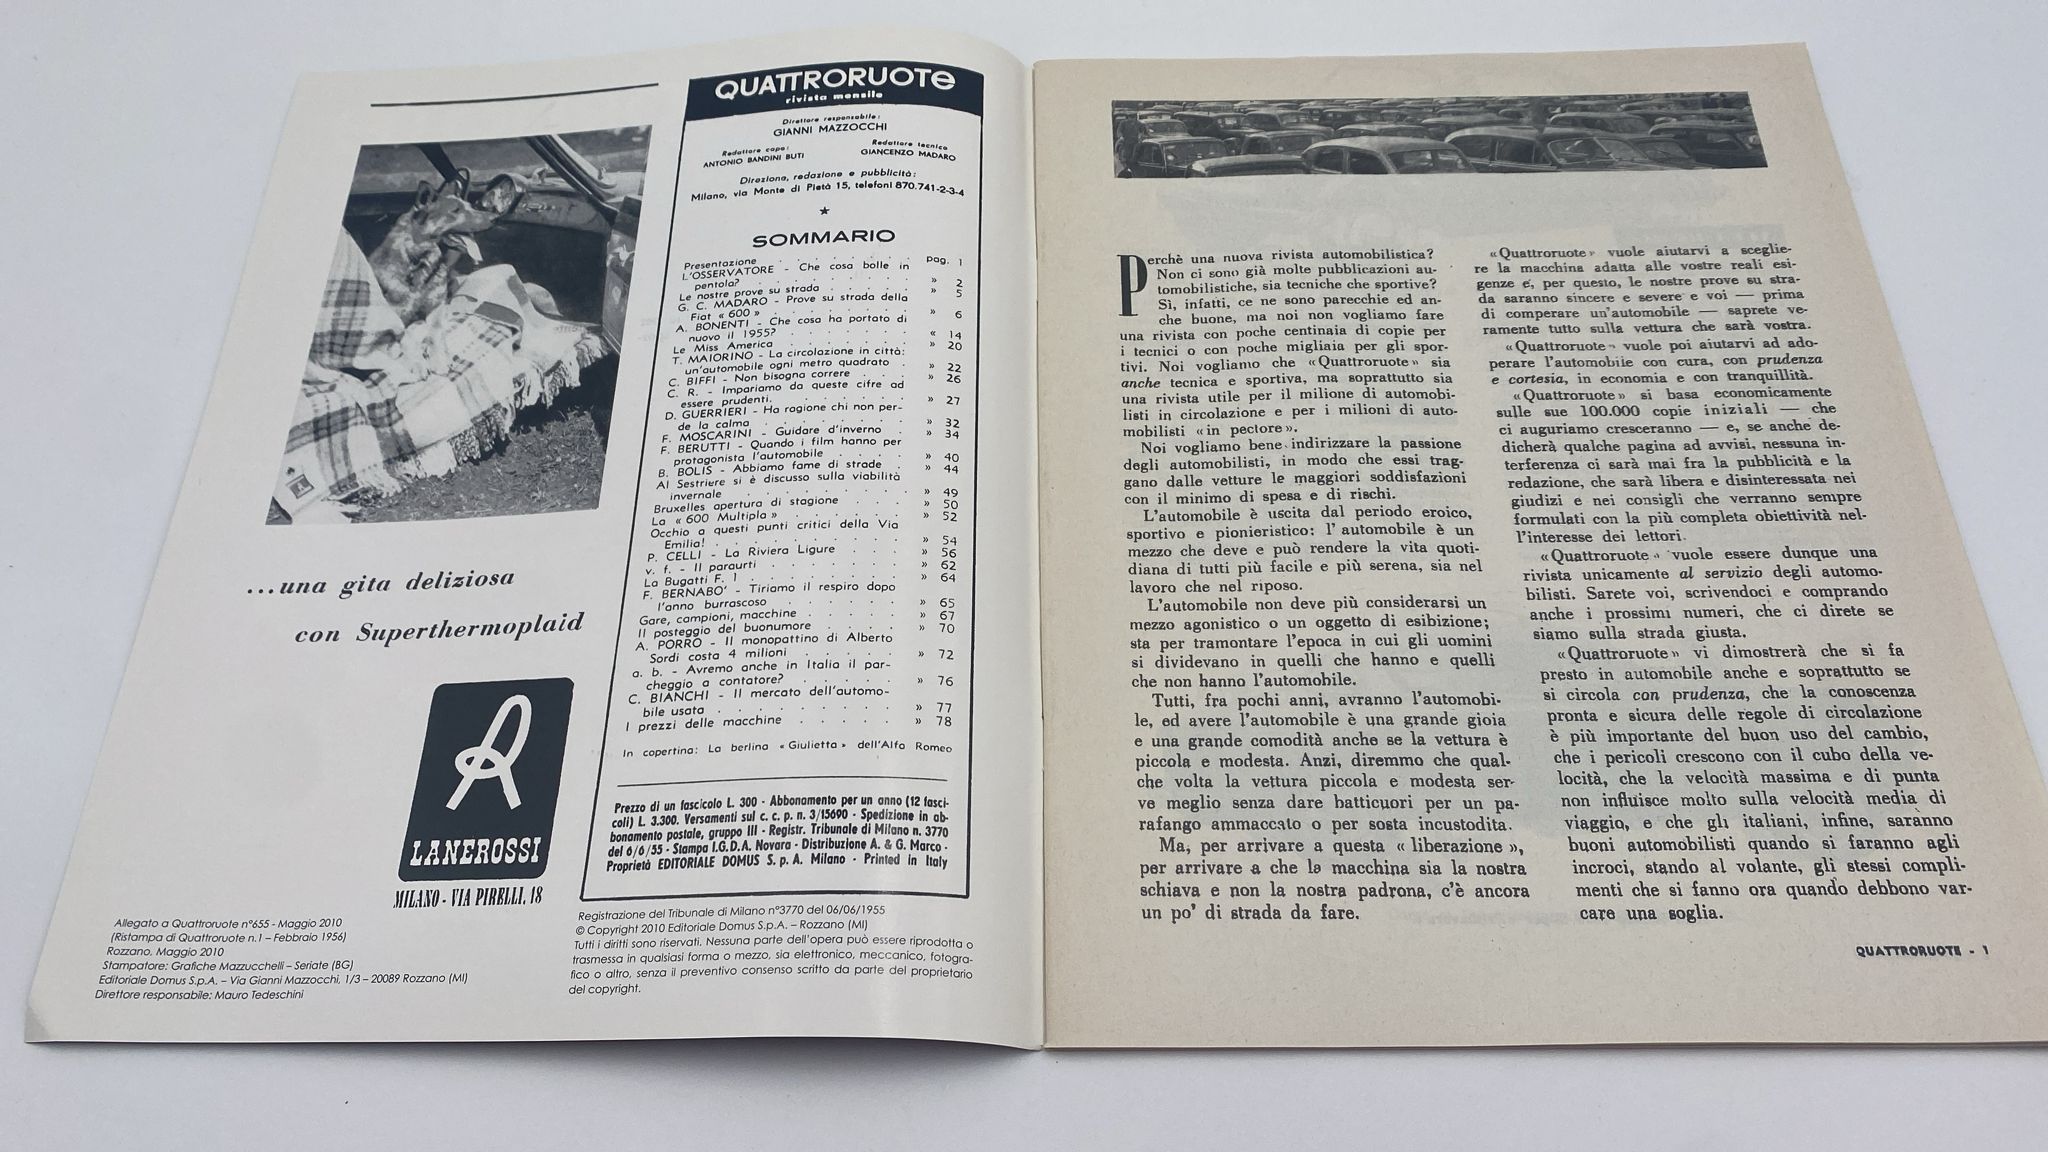 ...una gita deliziosa
con Superthermoplaid
LANEROSSI
MILANO - VIA PIRELLI, 18
Allegato a Quattroruote n°655 - Maggio 2010
(Ristampa di Quattroruote n.1 – Febbraio 1956)
Rozzano, Maggio 2010
Stampatore: Grafiche Mazzucchelli – Seriate (BG)
Editoriale Domus S.p.A. – Via Gianni Mazzocchi, 1/3 – 20089 Rozzano (MI)
Direttore responsabile: Mauro Tedeschini
QUATTRORUOTE
rivista mensile
Direttore responsabile:
GIANNI MAZZOCCHI
Redattore capo:
ANTONIO BANDINI BUTI
Redattore tecnico
GIANCENZO MADARO
Direziona, redazione e pubblicità:
Milano, via Monte di Pietà 15, telefoni 870.741-2-3-4
★
SOMMARIO
Presentazione . . . . . . . pag. 1
L'OSSERVATORE - Che cosa bolle in
pentola? . . . . . . . » 2
Le nostre prove su strada . . . . » 5
G. C. MADARO - Prove su strada della
Fiat « 600 » . . . . . . » 6
A. BONENTI - Che cosa ha portato di
nuovo il 1955? . . . . . « 14
Le Miss America . . . . . . » 20
T. MAIORINO - La circolazione in città:
un'automobile ogni metro quadrato . » 22
C. BIFFI - Non bisogna correre . . . » 26
C. R. - Impariamo da queste cifre ad
essere prudenti. . . . . . » 27
D. GUERRIERI - Ha ragione chi non per-
de la calma . . . . . . » 32
F. MOSCARINI - Guidare d'inverno . . » 34
F. BERUTTI - Quando i film hanno per
protagonista l'automobile . . . . » 40
B. BOLIS - Abbiamo fame di strade . . » 44
Al Sestriere si è discusso sulla viabilità
invernale . . . . . . . » 49
Bruxelles apertura di stagione . . . » 50
La « 600 Multipla » . . . . . » 52
Occhio a questi punti critici della Via
Emilia! . . . . . . . » 54
P. CELLI - La Riviera Ligure . . . » 56
v. f. - Il paraurti . . . . . » 62
La Bugatti F. 1 . . . . . . » 64
F. BERNABO' - Tiriamo il respiro dopo
l'anno burrascoso . . . . . » 65
Gare, campioni, macchine . . . . » 67
Il posteggio del buonumore . . . . » 70
A. PORRO - Il monopattino di Alberto
Sordi costa 4 milioni . . . . » 72
a. b. - Avremo anche in Italia il par-
cheggio a contatore? . . . . » 76
C. BIANCHI - Il mercato dell'automo-
bile usata . . . . . . . » 77
I prezzi delle macchine . . . . . » 78
In copertina: La berlina « Giulietta » dell'Alfa Romeo
Prezzo di un fascicolo L. 300 - Abbonamento per un anno (12 fasci-
coli) L. 3.300. Versamenti sul c. c. p. n. 3/15690 - Spedizione in ab-
bonamento postale, gruppo III - Registr. Tribunale di Milano n. 3770
del 6/6/55 - Stampa I.G.D.A. Novara - Distribuzione A. & G. Marco -
Proprietà EDITORIALE DOMUS S. p. A. Milano - Printed in Italy
Registrazione del Tribunale di Milano n°3770 del 06/06/1955
© Copyright 2010 Editoriale Domus S.p.A. – Rozzano (MI)
Tutti i diritti sono riservati. Nessuna parte dell'opera può essere riprodotta o
trasmessa in qualsiasi forma o mezzo, sia elettronico, meccanico, fotogra-
fico o altro, senza il preventivo consenso scritto da parte del proprietario
del copyright.
Perchè una nuova rivista automobilistica?
Non ci sono già molte pubblicazioni au-
tomobilistiche, sia tecniche che sportive?
Sì, infatti, ce ne sono parecchie ed an-
che buone, ma noi non vogliamo fare
una rivista con poche centinaia di copie per
i tecnici o con poche migliaia per gli spor-
tivi. Noi vogliamo che «Quattroruote» sia
anche tecnica e sportiva, ma soprattutto sia
una rivista utile per il milione di automobi-
listi in circolazione e per i milioni di auto-
mobilisti «in pectore».
Noi vogliamo bene indirizzare la passione
degli automobilisti, in modo che essi trag-
gano dalle vetture le maggiori soddisfazioni
con il minimo di spesa e di rischi.
L'automobile è uscita dal periodo eroico,
sportivo e pionieristico: l' automobile è un
mezzo che deve e può rendere la vita quoti-
diana di tutti più facile e più serena, sia nel
lavoro che nel riposo.
L'automobile non deve più considerarsi un
mezzo agonistico o un oggetto di esibizione;
sta per tramontare l'epoca in cui gli uomini
si dividevano in quelli che hanno e quelli
che non hanno l'automobile.
Tutti, fra pochi anni, avranno l'automobi-
le, ed avere l'automobile è una grande gioia
e una grande comodità anche se la vettura è
piccola e modesta. Anzi, diremmo che qual-
che volta la vettura piccola e modesta ser-
ve meglio senza dare batticuori per un pa-
rafango ammaccato o per sosta incustodita.
Ma, per arrivare a questa « liberazione »,
per arrivare a che la macchina sia la nostra
schiava e non la nostra padrona, c'è ancora
un po' di strada da fare.
«Quattroruote» vuole aiutarvi a sceglie-
re la macchina adatta alle vostre reali esi-
genze e, per questo, le nostre prove su stra-
da saranno sincere e severe e voi — prima
di comperare un'automobile — saprete ve-
ramente tutto sulla vettura che sarà vostra.
«Quattroruote» vuole poi aiutarvi ad ado-
perare l'automobile con cura, con prudenza
e cortesia, in economia e con tranquillità.
«Quattroruote» si basa economicamente
sulle sue 100.000 copie iniziali — che
ci auguriamo cresceranno — e, se anche de-
dicherà qualche pagina ad avvisi, nessuna in-
terferenza ci sarà mai fra la pubblicità e la
redazione, che sarà libera e disinteressata nei
giudizi e nei consigli che verranno sempre
formulati con la più completa obiettività nel-
l'interesse dei lettori.
«Quattroruote» vuole essere dunque una
rivista unicamente al servizio degli automo-
bilisti. Sarete voi, scrivendoci e comprando
anche i prossimi numeri, che ci direte se
siamo sulla strada giusta.
«Quattroruote» vi dimostrerà che si fa
presto in automobile anche e soprattutto se
si circola con prudenza, che la conoscenza
pronta e sicura delle regole di circolazione
è più importante del buon uso del cambio,
che i pericoli crescono con il cubo della ve-
locità, che la velocità massima e di punta
non influisce molto sulla velocità media di
viaggio, e che gli italiani, infine, saranno
buoni automobilisti quando si faranno agli
incroci, stando al volante, gli stessi compli-
menti che si fanno ora quando debbono var-
care una soglia.
QUATTRORUOTE - 1